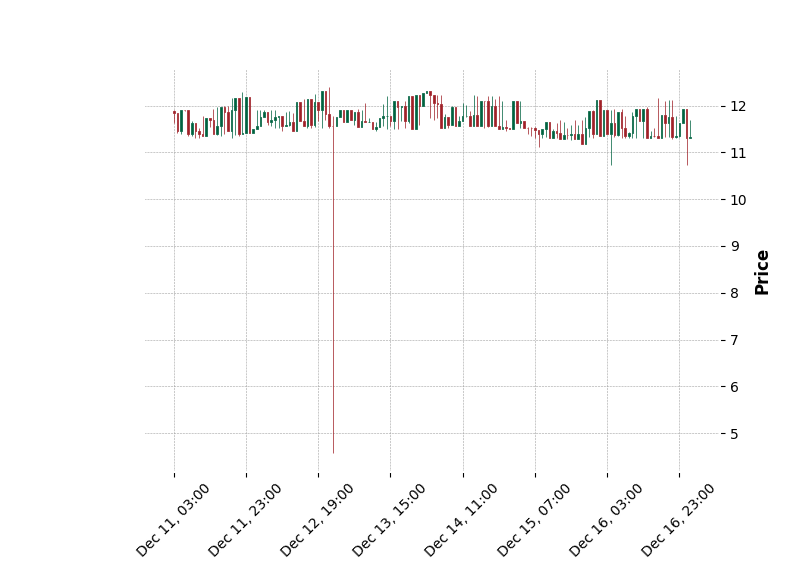 12
11
10
9
8
7
6
5
Price
Dec 11, 03:00
Dec 11, 23:00
Dec 12, 19:00
Dec 13, 15:00
Dec 14, 11:00
Dec 15, 07:00
Dec 16, 03:00
Dec 16, 23:00